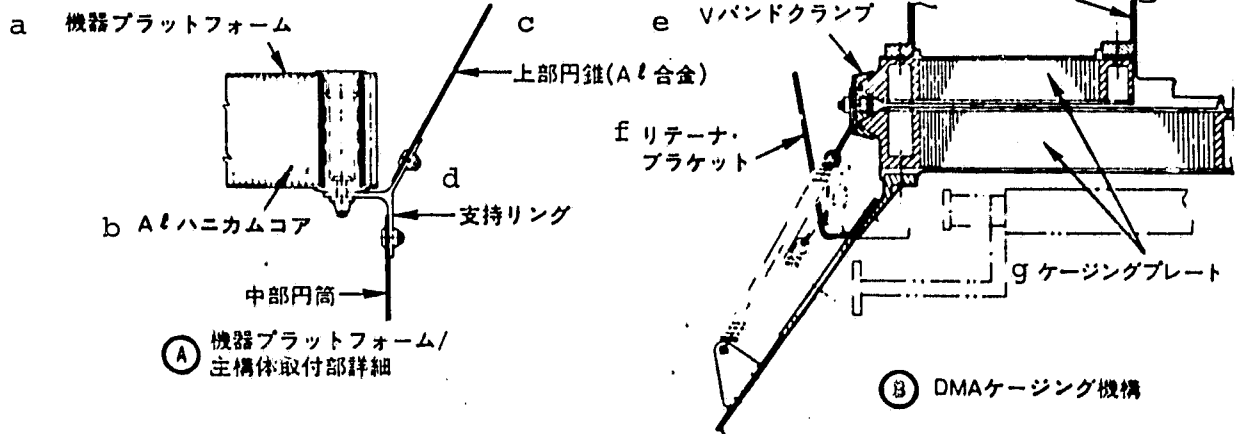 a 機器プラットフォーム
c
上部円錐(Aℓ合金)
d
b Aℓハニカムコア
支持リング
中部円筒
A 機器プラットフォーム/
主構体取付部詳細
e Vバンドクランプ
f リテーナ・
ブラケット
g ケージングプレート
B DMAケージング機構